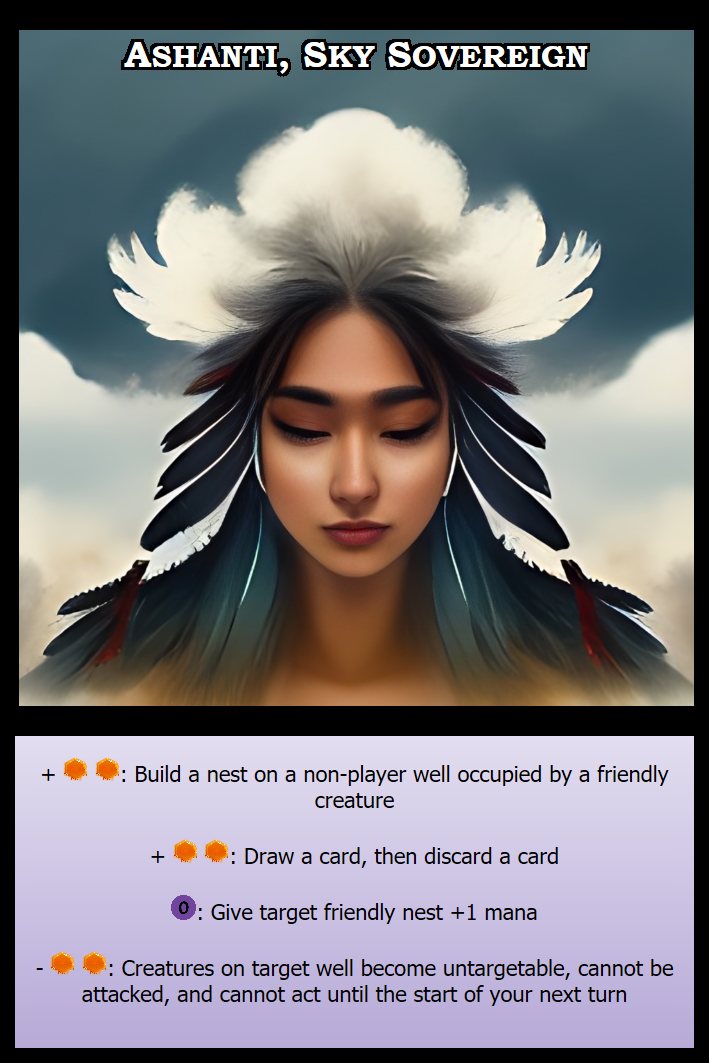 Ashanti, Sky Sovereign
+ : Build a nest on a non-player well occupied by a friendly
creature
+ : Draw a card, then discard a card
0: Give target friendly nest +1 mana
- : Creatures on target well become untargetable, cannot be
attacked, and cannot act until the start of your next turn